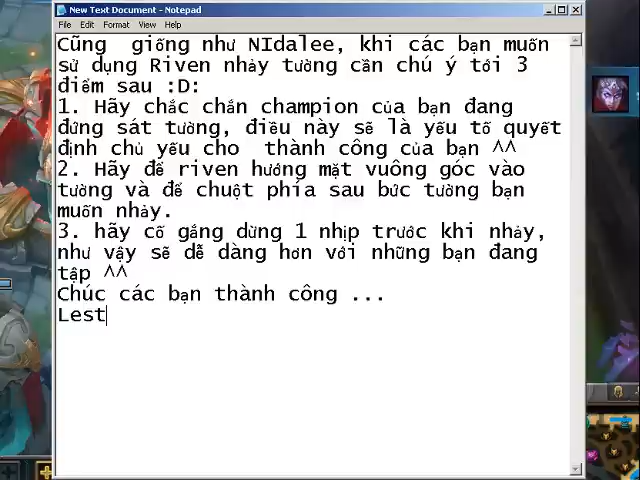 New Text Document - Notepad
File Edit Format View Help
Cũng  giống như NIdalee, khi các bạn muốn
sử dụng Riven nhảy tường cần chú ý tới 3
điểm sau :D:
1. Hãy chắc chắn champion của bạn đang
đứng sát tường, điều này sẽ là yếu tố quyết
định chủ yếu cho  thành công của bạn ^^
2. Hãy để riven hướng mặt vuông góc vào
tường và để chuột phía sau bức tường bạn
muốn nhảy.
3. hãy cố gắng dừng 1 nhịp trước khi nhảy,
như vậy sẽ dễ dàng hơn với những bạn đang
tập ^^
Chúc các bạn thành công ...
Lest